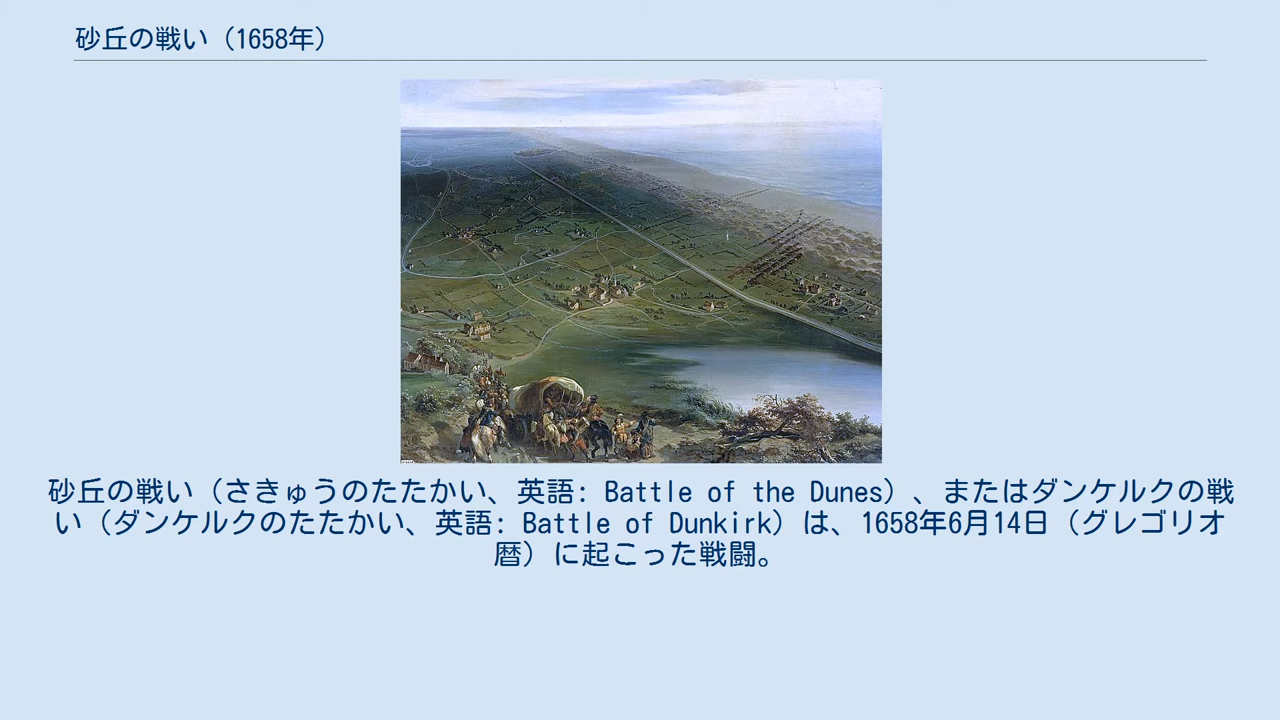 砂丘の戦い（1658年）
砂丘の戦い（さきゅうのたたかい、英語: Battle of the Dunes）、またはダンケルクの戦
い（ダンケルクのたたかい、英語: Battle of Dunkirk）は、1658年6月14日（グレゴリオ
暦）に起こった戦闘。